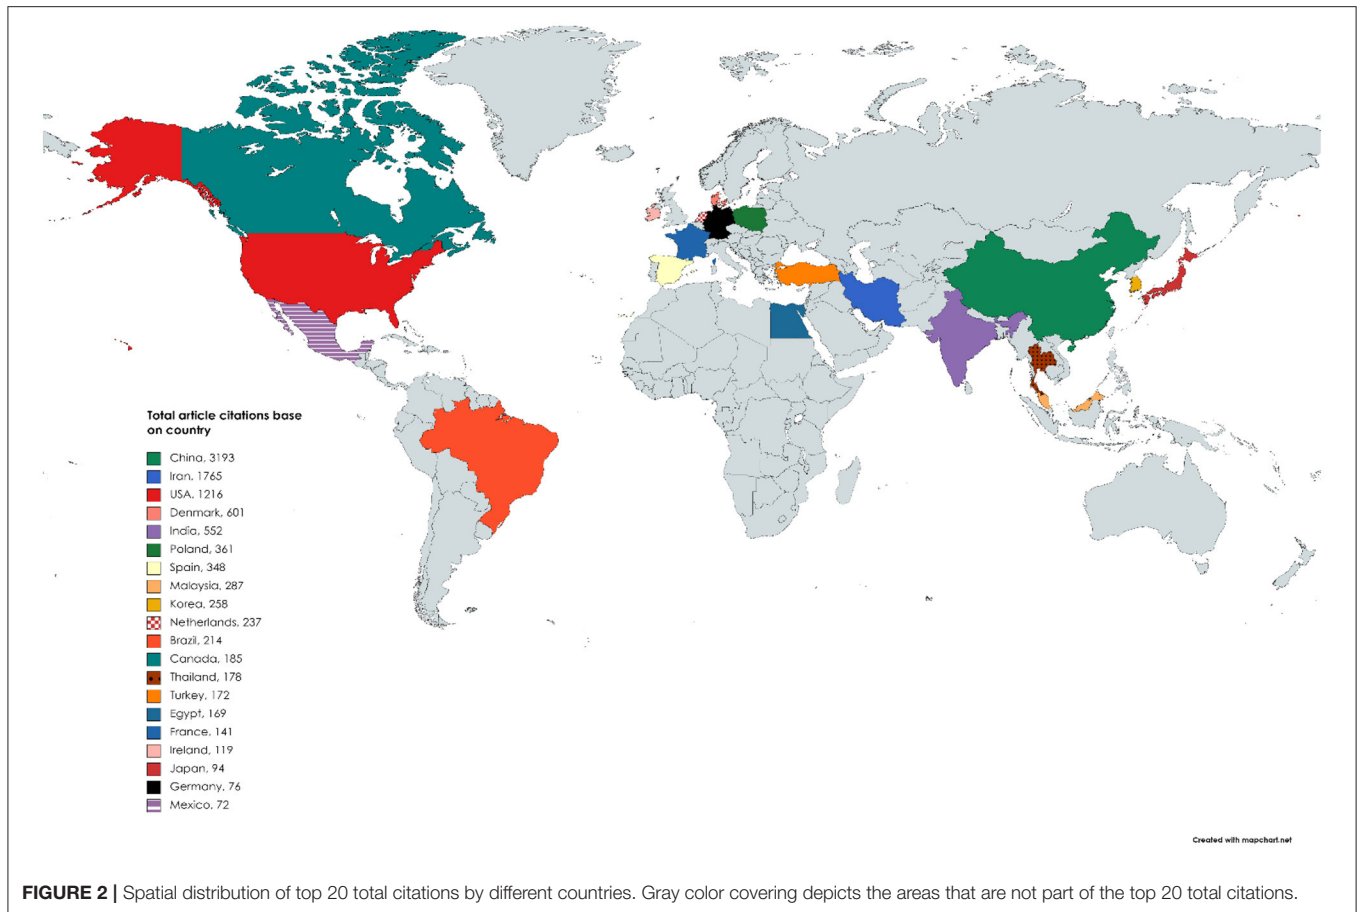 Total article citations base
on country
China, 3193
Iran, 1765
USA, 1216
Denmark, 601
India, 552
Poland, 361
Spain, 348
Malaysia, 287
Korea, 258
Netherlands, 237
Brazil, 214
Canada, 185
Thailand, 178
Turkey, 172
Egypt, 169
France, 141
Ireland, 119
Japan, 94
Germany, 76
Mexico, 72
Created with mapchart.net
FIGURE 2 | Spatial distribution of top 20 total citations by different countries. Gray color covering depicts the areas that are not part of the top 20 total citations.